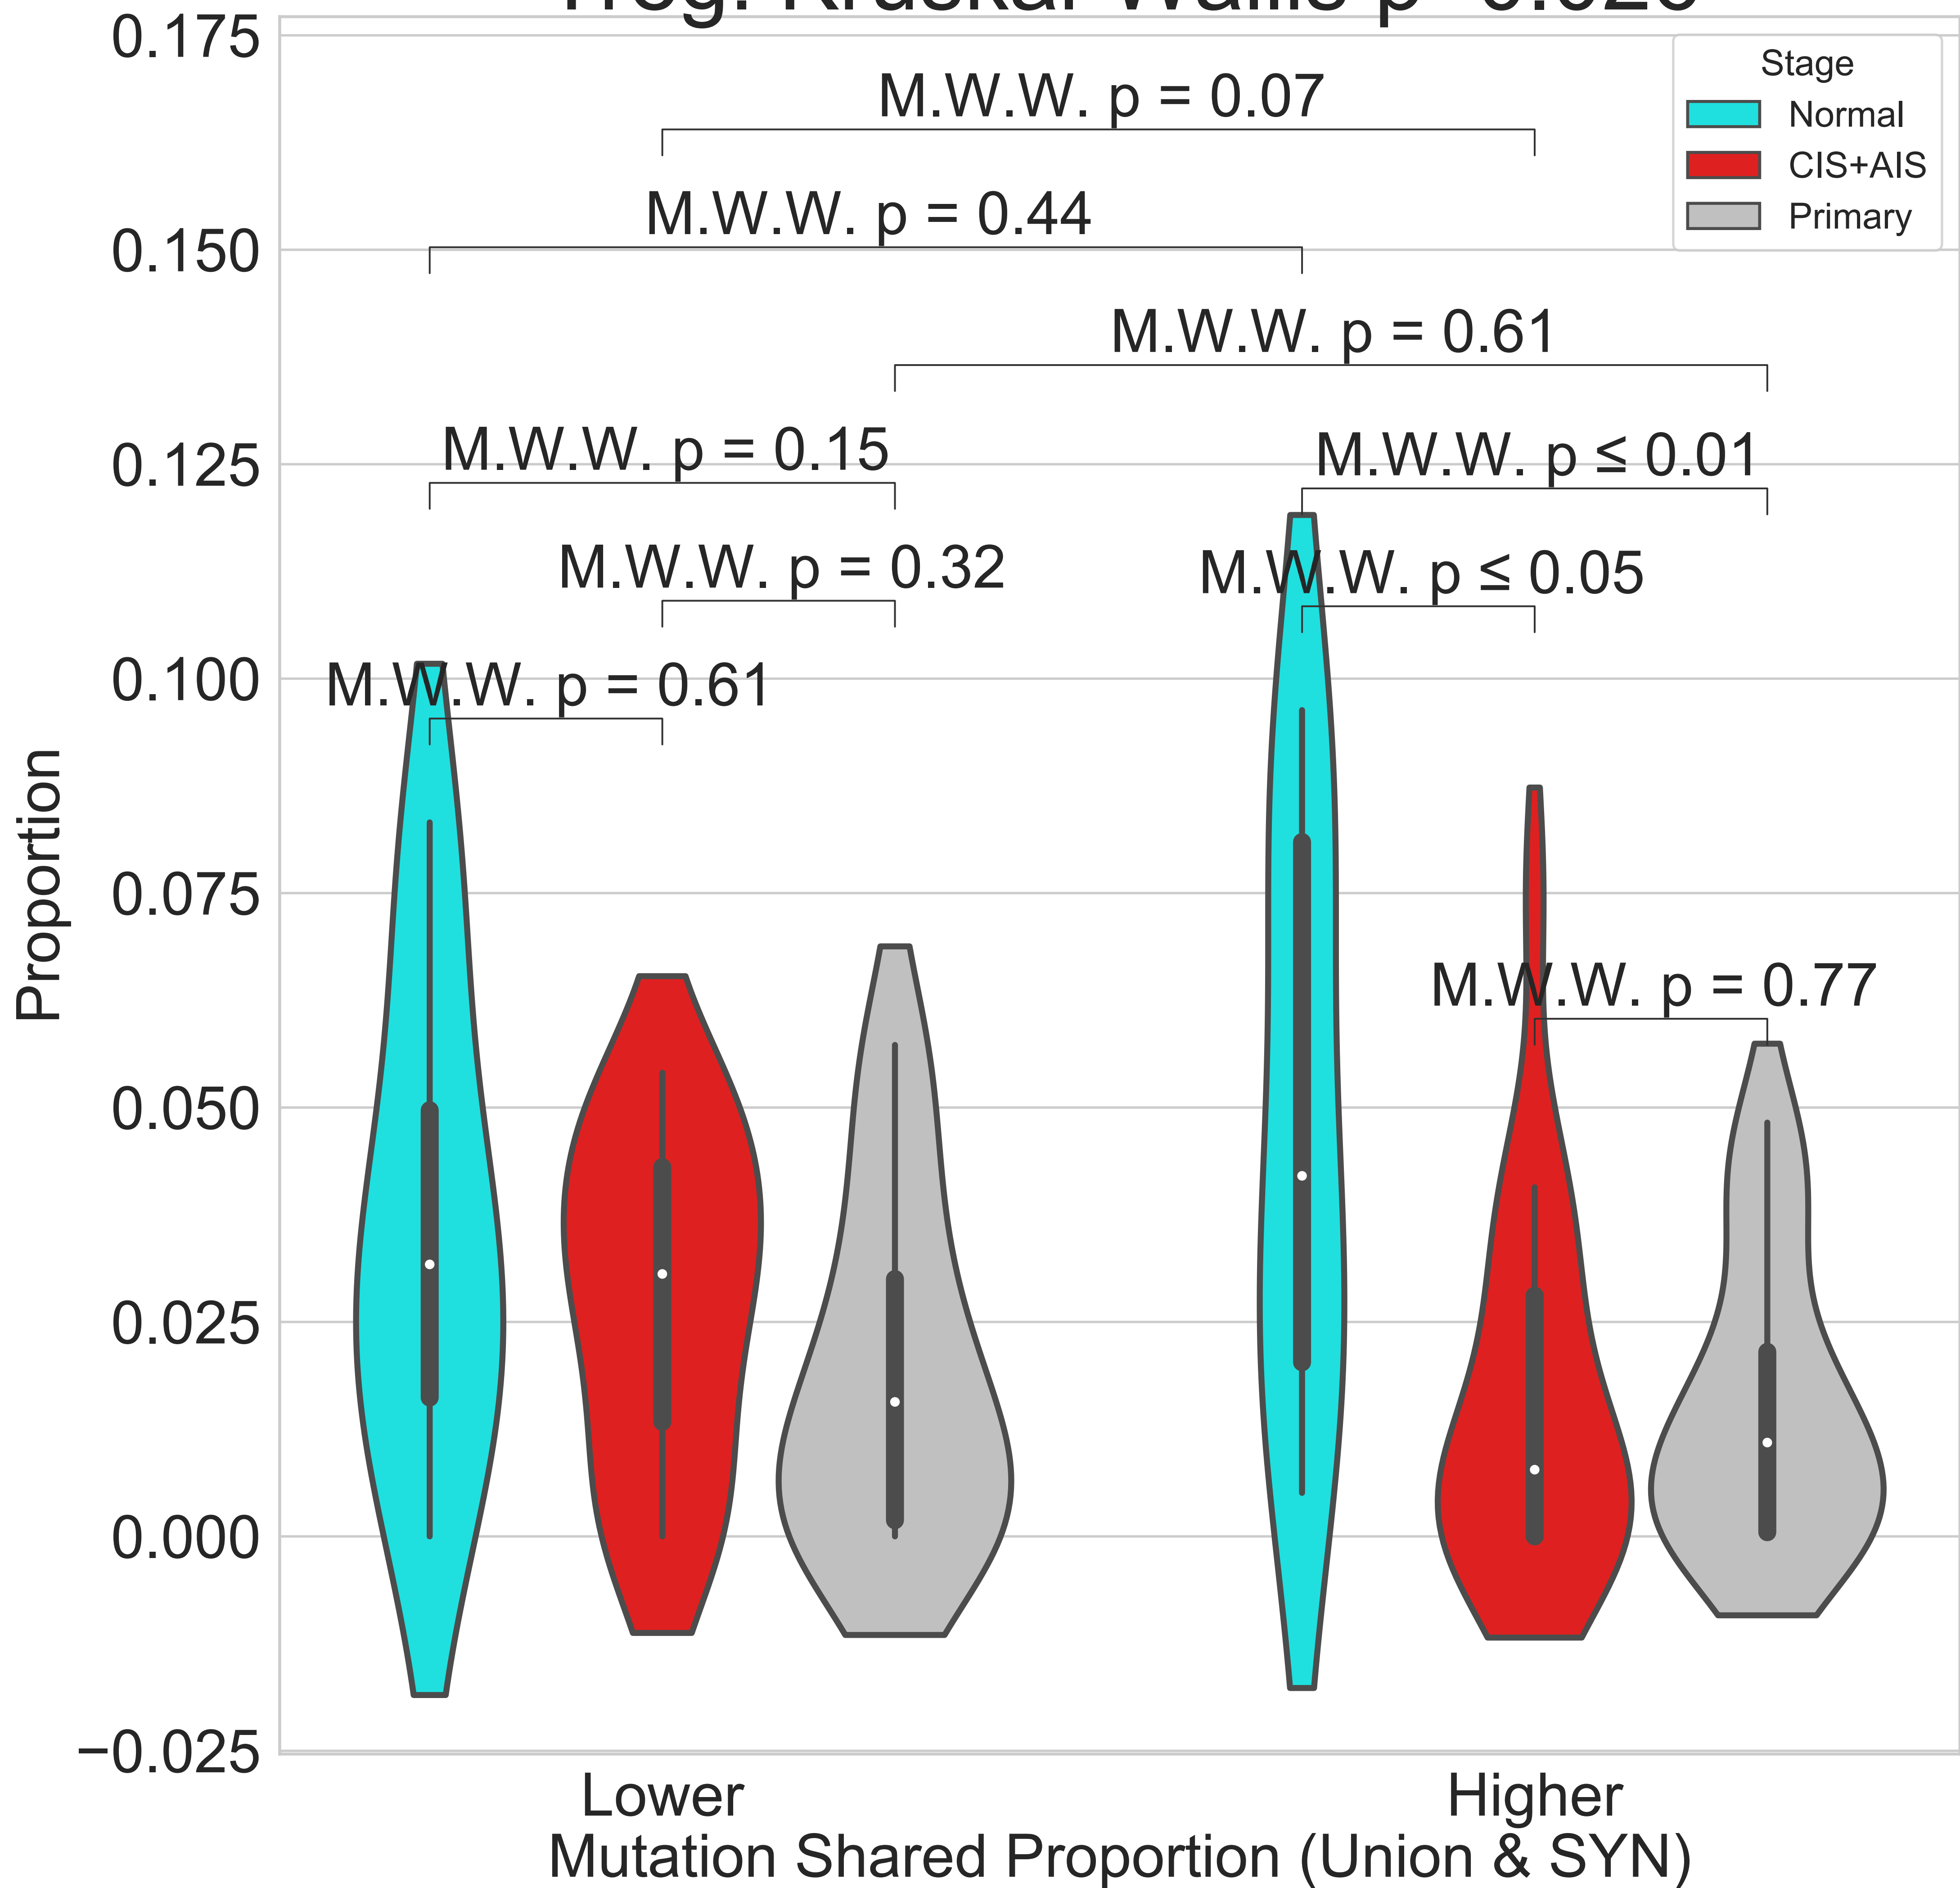 0.175
0.150
0.125
0.100
0.075
0.050
0.025
0.000
−0.025
Proportion
M.W.W. p = 0.07
M.W.W. p = 0.44
M.W.W. p = 0.61
M.W.W. p = 0.15
M.W.W. p ≤ 0.01
M.W.W. p = 0.32
M.W.W. p ≤ 0.05
M.W.W. p = 0.61
M.W.W. p = 0.77
Stage
Normal
CIS+AIS
Primary
Lower
Higher
Mutation Shared Proportion (Union & SYN)